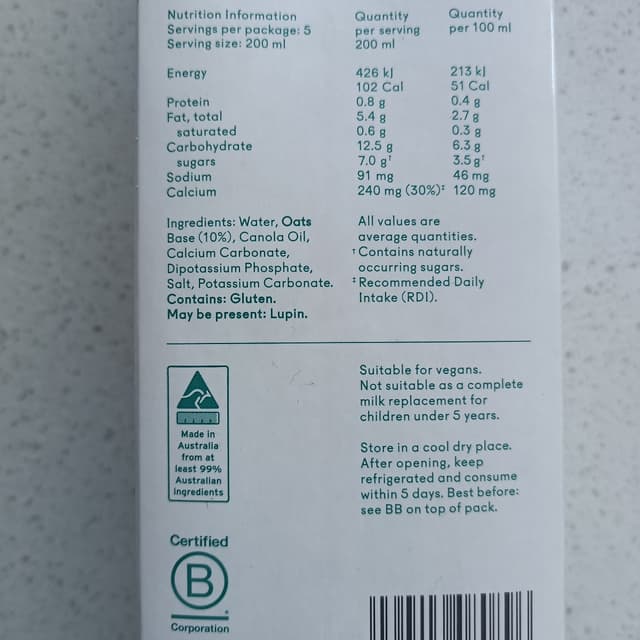 Nutrition Information
Servings per package: 5
Serving size: 200 ml
Quantity per serving 200 ml
Quantity per 100 ml
Energy 426 kJ 213 kJ
102 Cal 51 Cal
Protein 0.8 g 0.4 g
Fat, total 5.4 g 2.7 g
saturated 0.6 g 0.3 g
Carbohydrate 12.5 g 6.3 g
sugars 7.0 g† 3.5 g†
Sodium 91 mg 46 mg
Calcium 240 mg (30%)‡ 120 mg
Ingredients: Water, Oats
Base (10%), Canola Oil,
Calcium Carbonate,
Dipotassium Phosphate,
Salt, Potassium Carbonate.
Contains: Gluten.
May be present: Lupin.
All values are
average quantities.
† Contains naturally
occurring sugars.
‡ Recommended Daily
Intake (RDI).
Made in
Australia
from at
least 99%
Australian
ingredients
Suitable for vegans.
Not suitable as a complete
milk replacement for
children under 5 years.
Store in a cool dry place.
After opening, keep
refrigerated and consume
within 5 days. Best before:
see BB on top of pack.
Certified
B
Corporation